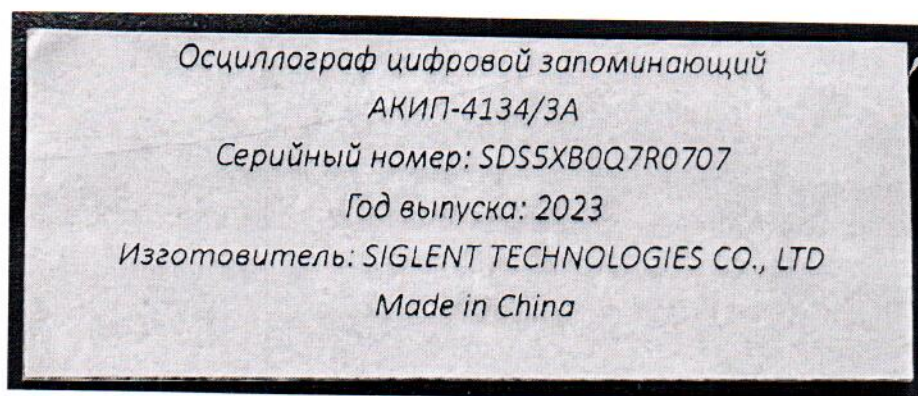 Осциллограф цифровой запоминающий
АКИП-4134/3А
Серийный номер: SDS5XB0Q7R0707
Год выпуска: 2023
Изготовитель: SIGLENT TECHNOLOGIES CO., LTD
Made in China